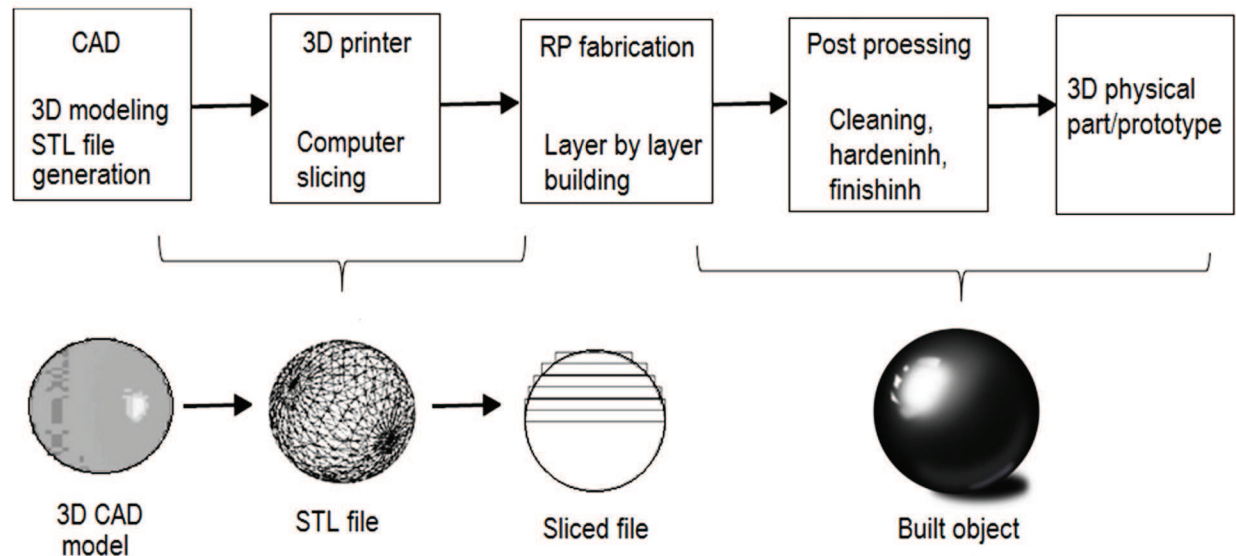 CAD
3D modeling
STL file
generation
3D printer
Computer
slicing
RP fabrication
Layer by layer
building
Post proessing
Cleaning,
hardeninh,
finishinh
3D physical
part/prototype
3D CAD
model
STL file
Sliced file
Built object